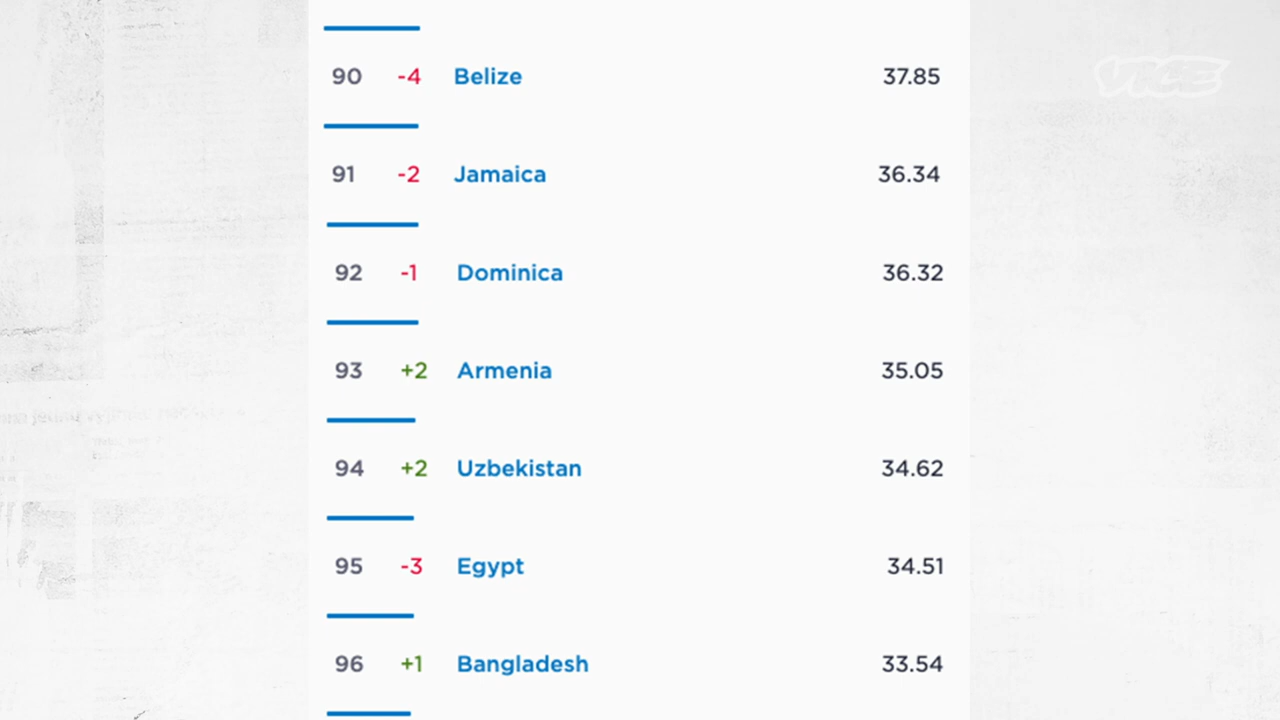 VICE
90 -4 Belize 37.85
91 -2 Jamaica 36.34
92 -1 Dominica 36.32
93 +2 Armenia 35.05
94 +2 Uzbekistan 34.62
95 -3 Egypt 34.51
96 +1 Bangladesh 33.54